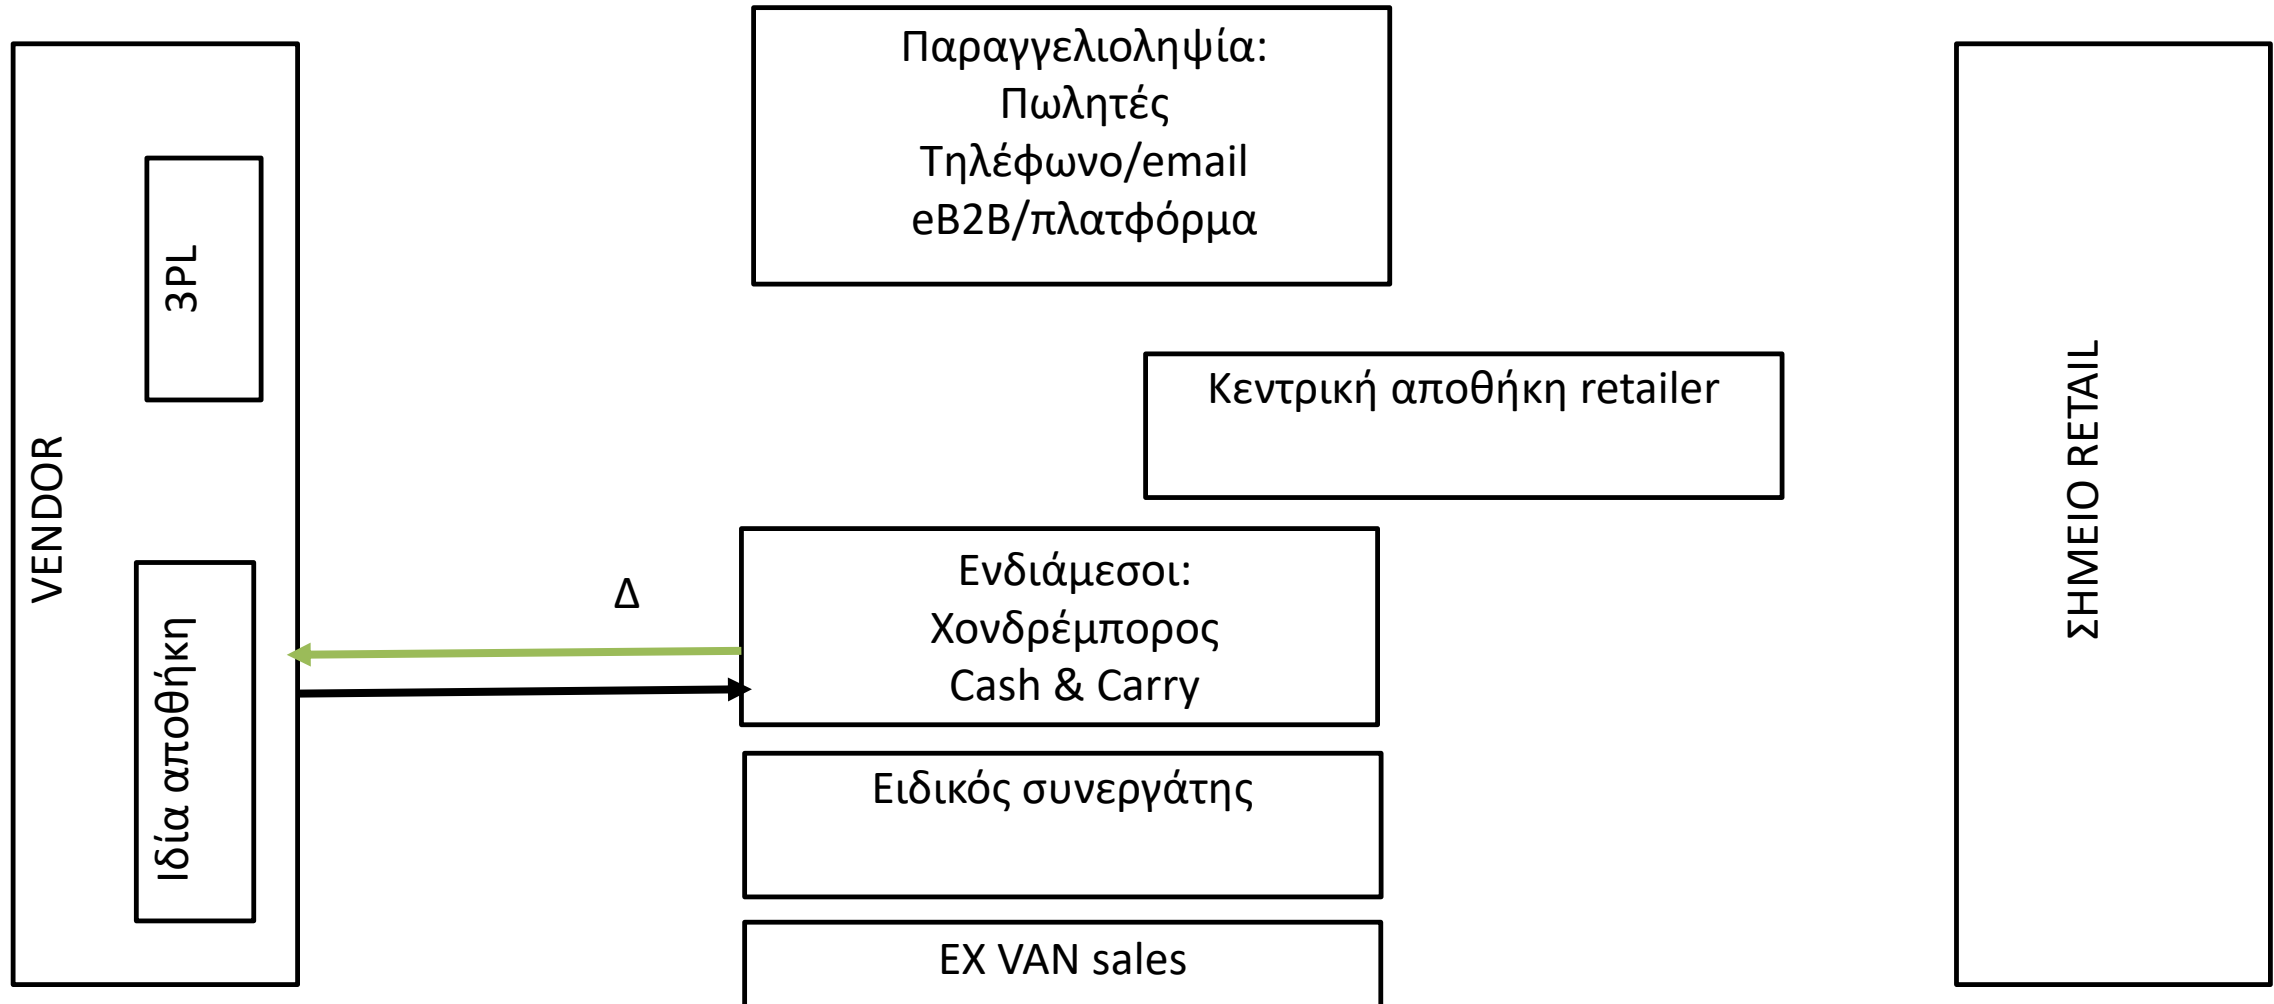 VENDOR
3PL
Ιδία αποθήκη
Παραγγελιοληψία:
Πωλητές
Τηλέφωνο/email
eB2B/πλατφόρμα
Κεντρική αποθήκη retailer
Δ
Ενδιάμεσοι:
Χονδρέμπορος
Cash & Carry
Ειδικός συνεργάτης
EX VAN sales
ΣΗΜΕΙΟ RETAIL